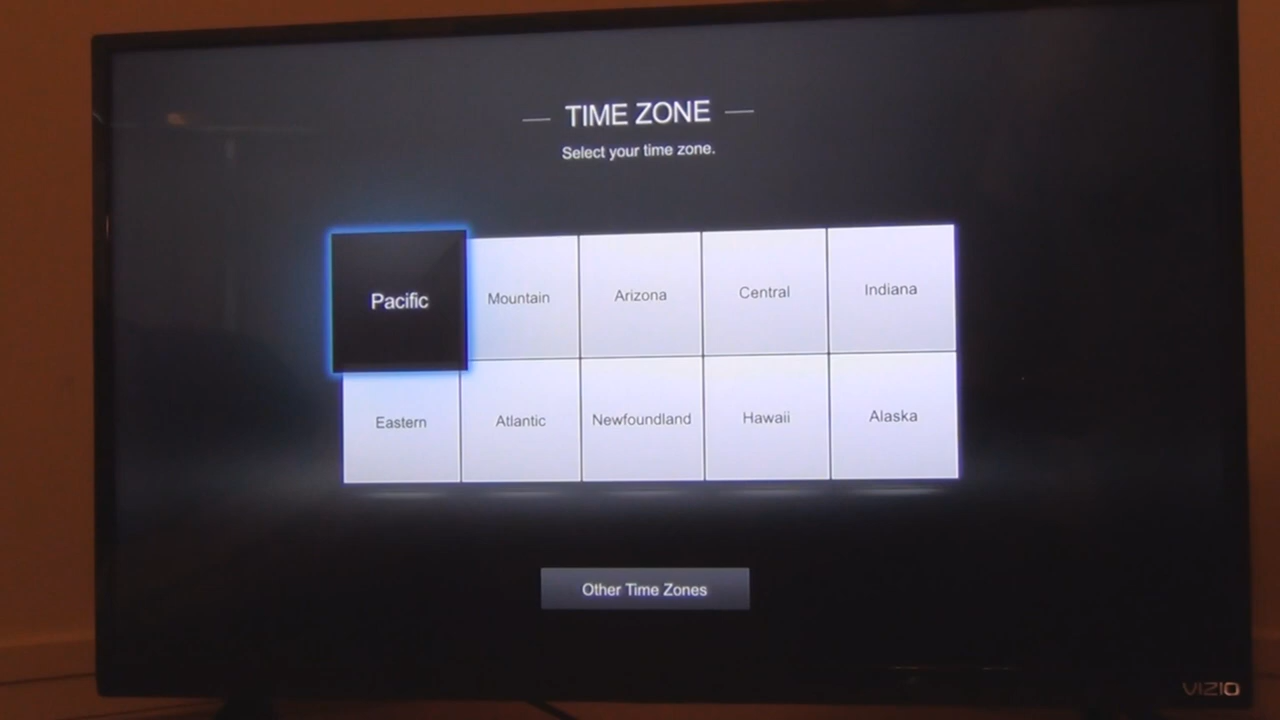 TIME ZONE
Select your time zone.
Pacific
Mountain
Arizona
Central
Indiana
Eastern
Atlantic
Newfoundland
Hawaii
Alaska
Other Time Zones
VIZIO